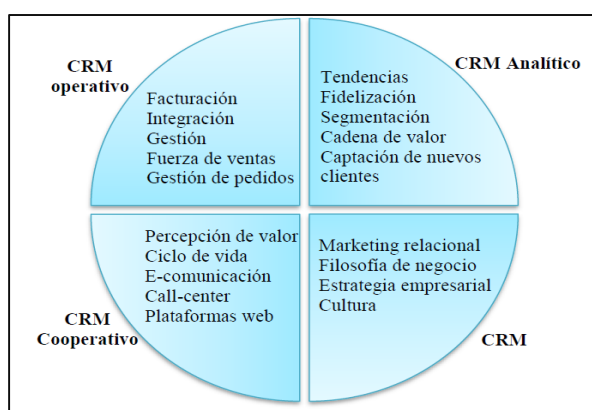 CRM
operativo
Facturación
Integración
Gestión
Fuerza de ventas
Gestión de pedidos
CRM Analítico
Tendencias
Fidelización
Segmentación
Cadena de valor
Captación de nuevos
clientes
Percepción de valor
Ciclo de vida
E-comunicación
Call-center
Plataformas web
CRM
Cooperativo
Marketing relacional
Filosofía de negocio
Estrategia empresarial
Cultura
CRM